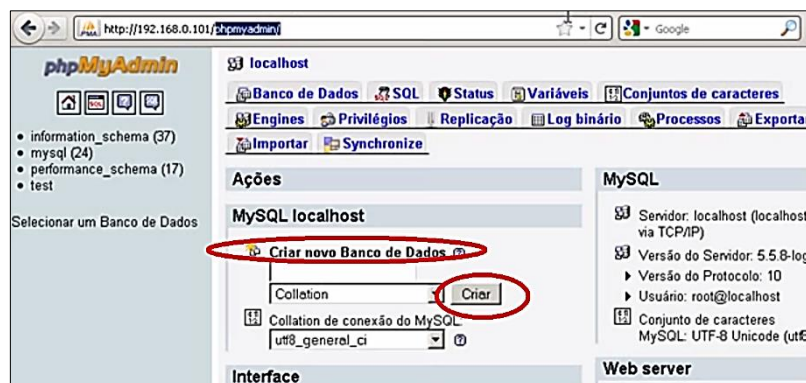 http://192.168.0.101/phpmyadmin/
Google
phpMyAdmin
information_schema (37)
mysql (24)
performance_schema (17)
test
Selecionar um Banco de Dados
localhost
Banco de Dados SQL Status Variáveis Conjuntos de caracteres
Engines Privilégios Replicação Log binário Processos Exportar
Importar Synchronize
Ações
MySQL localhost
Criar novo Banco de Dados
Collation Criar
Collation de conexão do MySQL:
utf8_general_ci
Interface
MySQL
Servidor: localhost (localhost
via TCP/IP)
Versão do Servidor: 5.5.8-log
Versão do Protocolo: 10
Usuário: root@localhost
Conjunto de caracteres
MySQL: UTF-8 Unicode (utf8
Web server